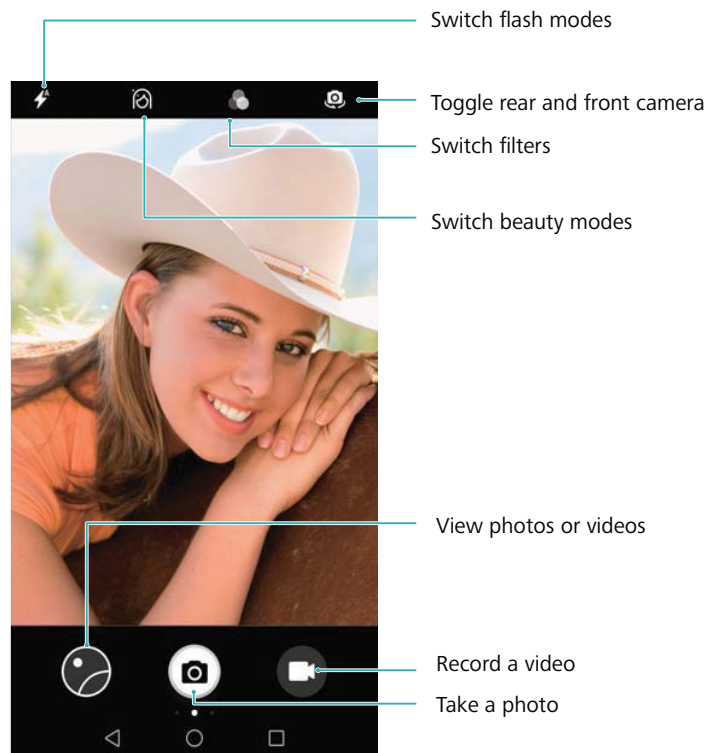 Switch flash modes
Toggle rear and front camera
Switch filters
Switch beauty modes
View photos or videos
Record a video
Take a photo